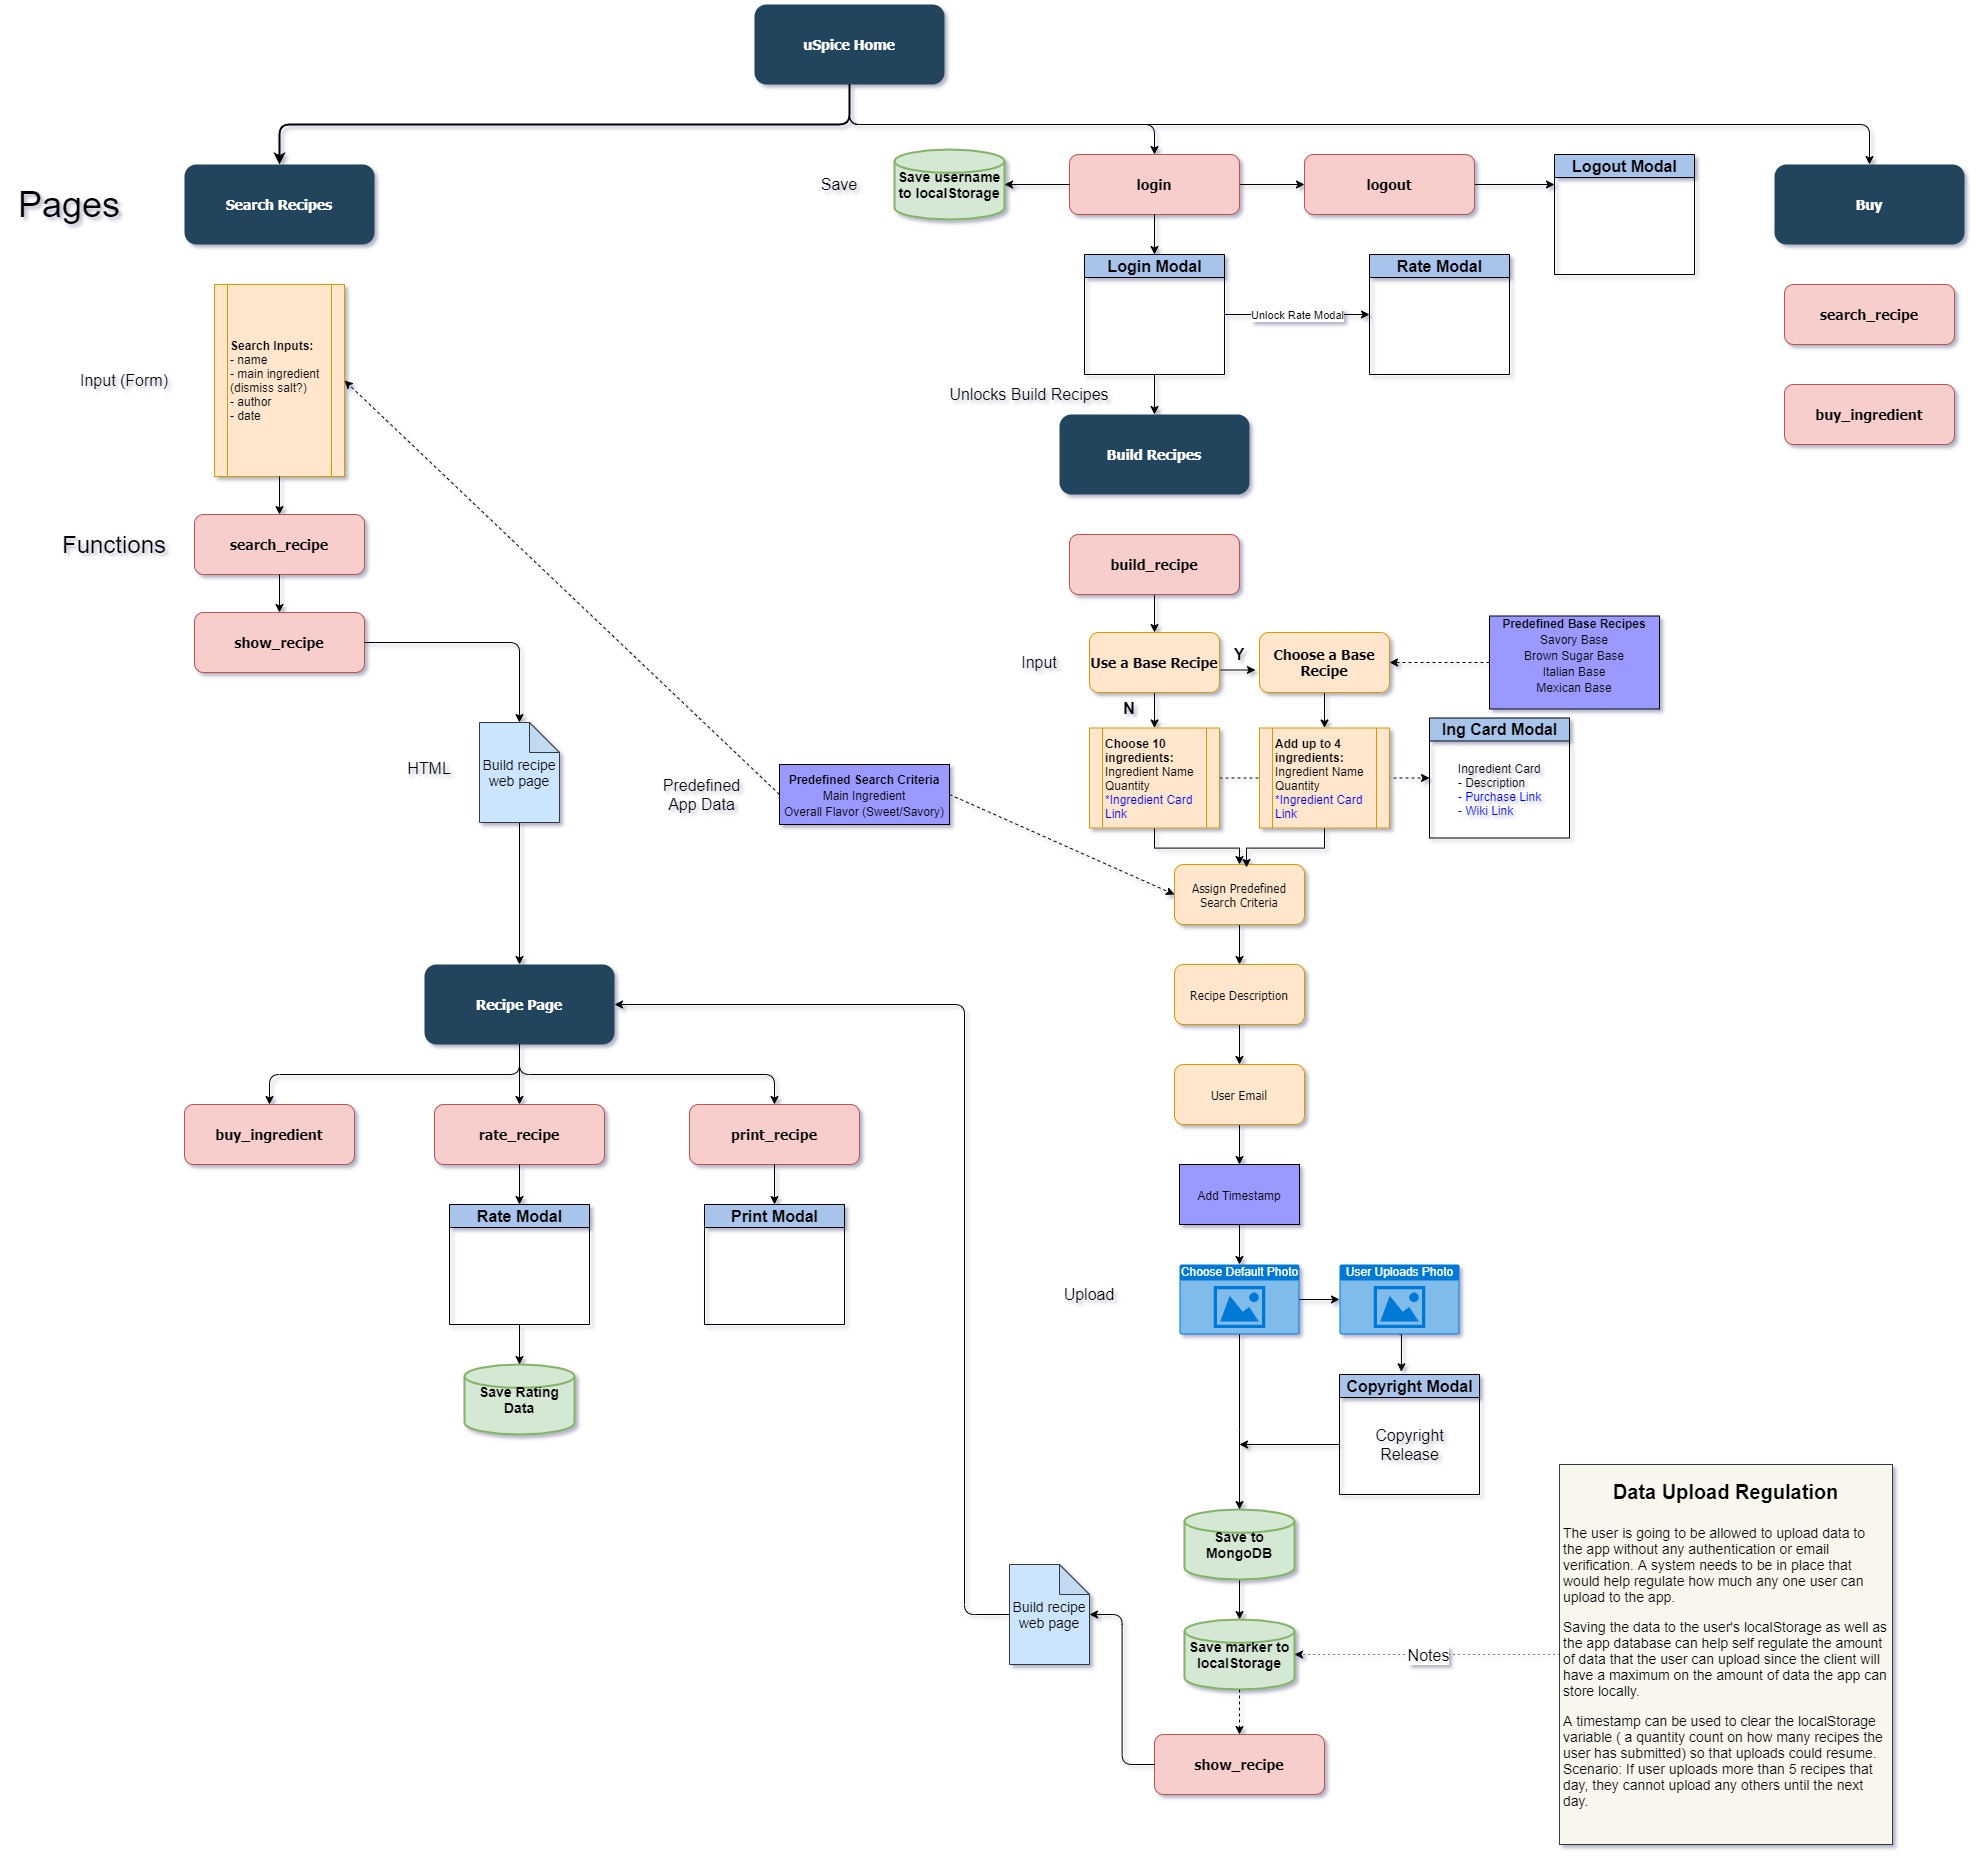 uSpice Home
Pages
Search Recipes
Save
Save username
to localStorage
login
logout
Logout Modal
Buy
Login Modal
Rate Modal
Unlock Rate Modal
search_recipe
buy_ingredient
Input (Form)
Search Inputs:
- name
- main ingredient
(dismiss salt?)
- author
- date
Unlocks Build Recipes
Build Recipes
Functions
search_recipe
show_recipe
build_recipe
Input
Use a Base Recipe
Y
Choose a Base
Recipe
N
Predefined Base Recipes
Savory Base
Brown Sugar Base
Italian Base
Mexican Base
HTML
Build recipe
web page
Predefined
App Data
Predefined Search Criteria
Main Ingredient
Overall Flavor (Sweet/Savory)
Choose 10
ingredients:
Ingredient Name
Quantity
*Ingredient Card
Link
Add up to 4
ingredients:
Ingredient Name
Quantity
*Ingredient Card
Link
Ing Card Modal
Ingredient Card
- Description
- Purchase Link
- Wiki Link
Assign Predefined
Search Criteria
Recipe Description
User Email
Add Timestamp
Recipe Page
buy_ingredient
rate_recipe
print_recipe
Rate Modal
Print Modal
Save Rating
Data
Upload
Choose Default Photo
User Uploads Photo
Copyright Modal
Copyright
Release
Save to
MongoDB
Build recipe
web page
Save marker to
localStorage
Notes
show_recipe
Data Upload Regulation
The user is going to be allowed to upload data to
the app without any authentication or email
verification. A system needs to be in place that
would help regulate how much any one user can
upload to the app.
Saving the data to the user's localStorage as well as
the app database can help self regulate the amount
of data that the user can upload since the client will
have a maximum on the amount of data the app can
store locally.
A timestamp can be used to clear the localStorage
variable ( a quantity count on how many recipes the
user has submitted) so that uploads could resume.
Scenario: If user uploads more than 5 recipes that
day, they cannot upload any others until the next
day.